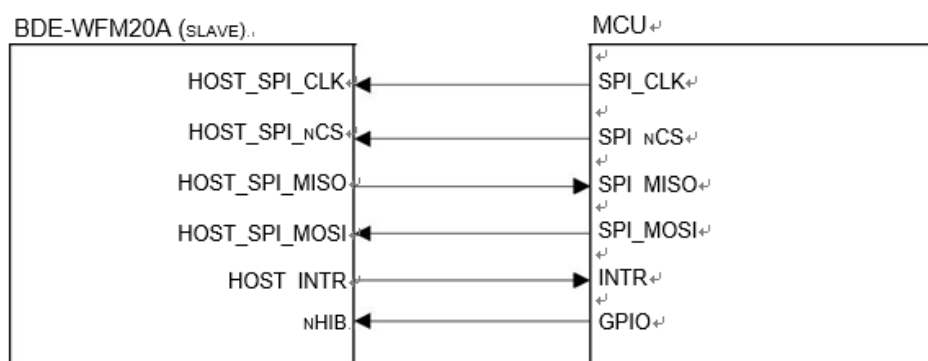 BDE-WFM20A (SLAVE)
MCU
HOST_SPI_CLK
SPI_CLK
HOST_SPI_NCS
SPI NCS
HOST_SPI_MISO
SPI MISO
HOST_SPI_MOSI
SPI_MOSI
HOST INTR
INTR
NHIB
GPIO